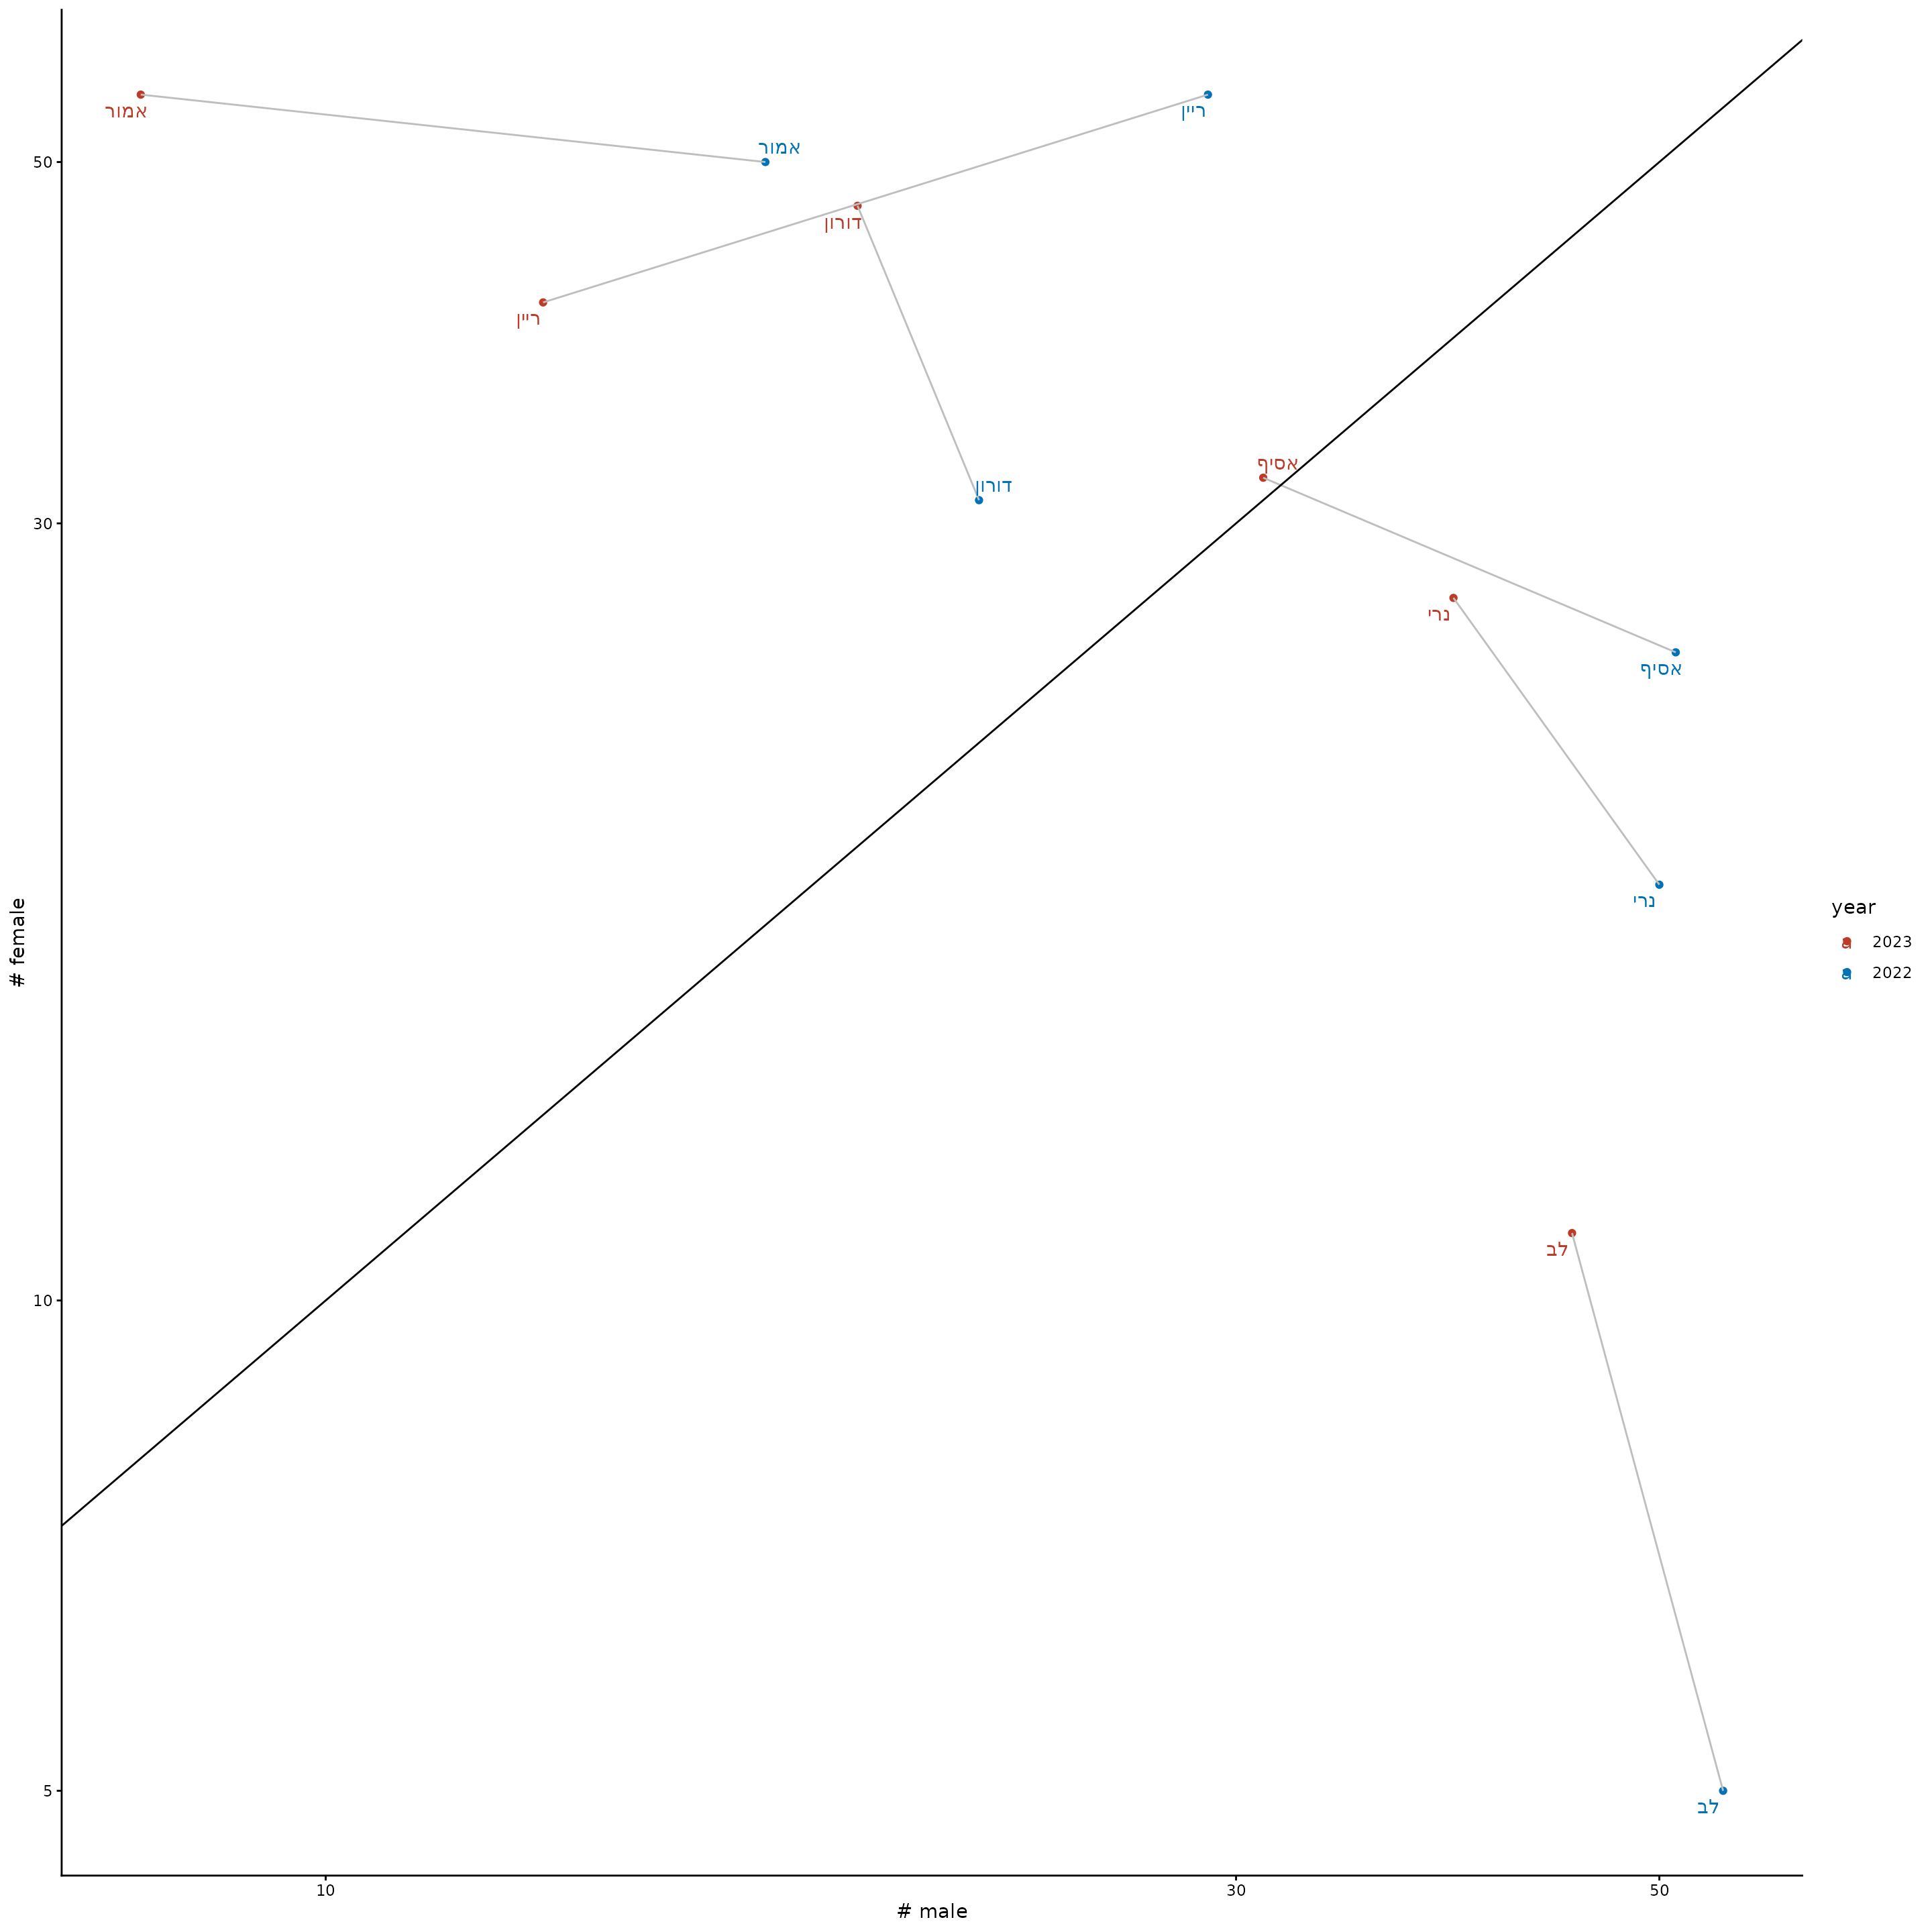 אמור
ריין
אמור
50
דורון
ריין
אסיף
דורון
30
נרי
אסיף
נרי
# female
year
a 2023
a 2022
לב
10
לב
5
10
30
50
# male